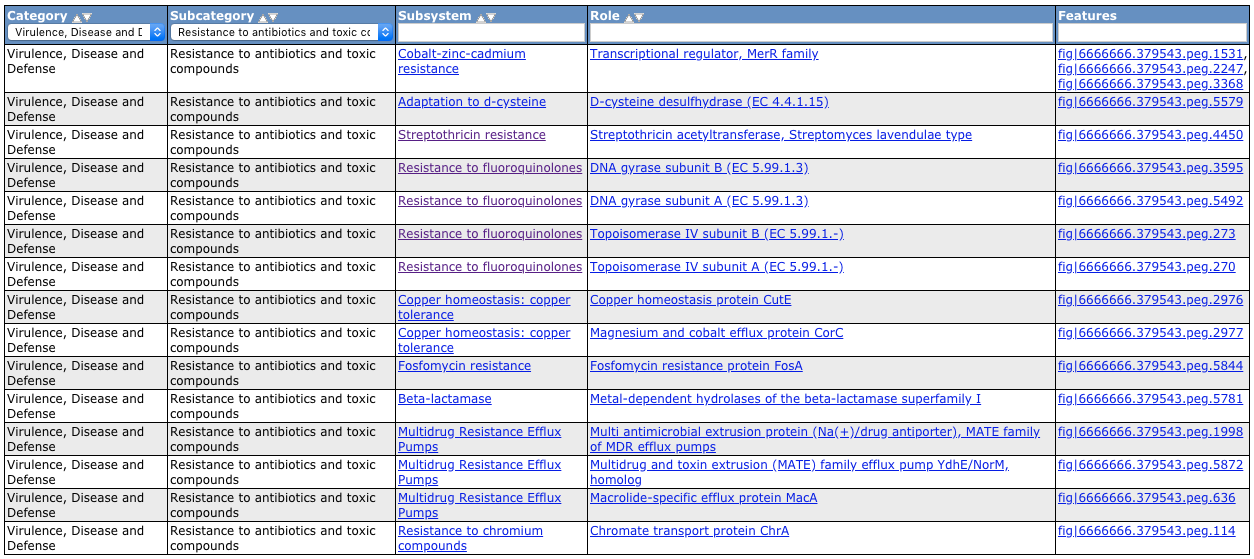 Category Subcategory Subsystem Role Features
Virulence, Disease and D Resistance to antibiotics and toxic co
Virulence, Disease and Resistance to antibiotics and toxic Cobalt-zinc-cadmium Transcriptional regulator, MerR family fig|6666666.379543.peg.1531,
Defense compounds resistance fig|6666666.379543.peg.2247,
fig|6666666.379543.peg.3368
Virulence, Disease and Resistance to antibiotics and toxic Adaptation to d-cysteine D-cysteine desulfhydrase (EC 4.4.1.15) fig|6666666.379543.peg.5579
Defense compounds
Virulence, Disease and Resistance to antibiotics and toxic Streptothricin resistance Streptothricin acetyltransferase, Streptomyces lavendulae type fig|6666666.379543.peg.4450
Defense compounds
Virulence, Disease and Resistance to antibiotics and toxic Resistance to fluoroquinolones DNA gyrase subunit B (EC 5.99.1.3) fig|6666666.379543.peg.3595
Defense compounds
Virulence, Disease and Resistance to antibiotics and toxic Resistance to fluoroquinolones DNA gyrase subunit A (EC 5.99.1.3) fig|6666666.379543.peg.5492
Defense compounds
Virulence, Disease and Resistance to antibiotics and toxic Resistance to fluoroquinolones Topoisomerase IV subunit B (EC 5.99.1.-) fig|6666666.379543.peg.273
Defense compounds
Virulence, Disease and Resistance to antibiotics and toxic Resistance to fluoroquinolones Topoisomerase IV subunit A (EC 5.99.1.-) fig|6666666.379543.peg.270
Defense compounds
Virulence, Disease and Resistance to antibiotics and toxic Copper homeostasis: copper Copper homeostasis protein CutE fig|6666666.379543.peg.2976
Defense compounds tolerance
Virulence, Disease and Resistance to antibiotics and toxic Copper homeostasis: copper Magnesium and cobalt efflux protein CorC fig|6666666.379543.peg.2977
Defense compounds tolerance
Virulence, Disease and Resistance to antibiotics and toxic Fosfomycin resistance Fosfomycin resistance protein FosA fig|6666666.379543.peg.5844
Defense compounds
Virulence, Disease and Resistance to antibiotics and toxic Beta-lactamase Metal-dependent hydrolases of the beta-lactamase superfamily I fig|6666666.379543.peg.5781
Defense compounds
Virulence, Disease and Resistance to antibiotics and toxic Multidrug Resistance Efflux Multi antimicrobial extrusion protein (Na(+)/drug antiporter), MATE family fig|6666666.379543.peg.1998
Defense compounds Pumps of MDR efflux pumps
Virulence, Disease and Resistance to antibiotics and toxic Multidrug Resistance Efflux Multidrug and toxin extrusion (MATE) family efflux pump YdhE/NorM, fig|6666666.379543.peg.5872
Defense compounds Pumps homolog
Virulence, Disease and Resistance to antibiotics and toxic Multidrug Resistance Efflux Macrolide-specific efflux protein MacA fig|6666666.379543.peg.636
Defense compounds Pumps
Virulence, Disease and Resistance to antibiotics and toxic Resistance to chromium Chromate transport protein ChrA fig|6666666.379543.peg.114
Defense compounds compounds